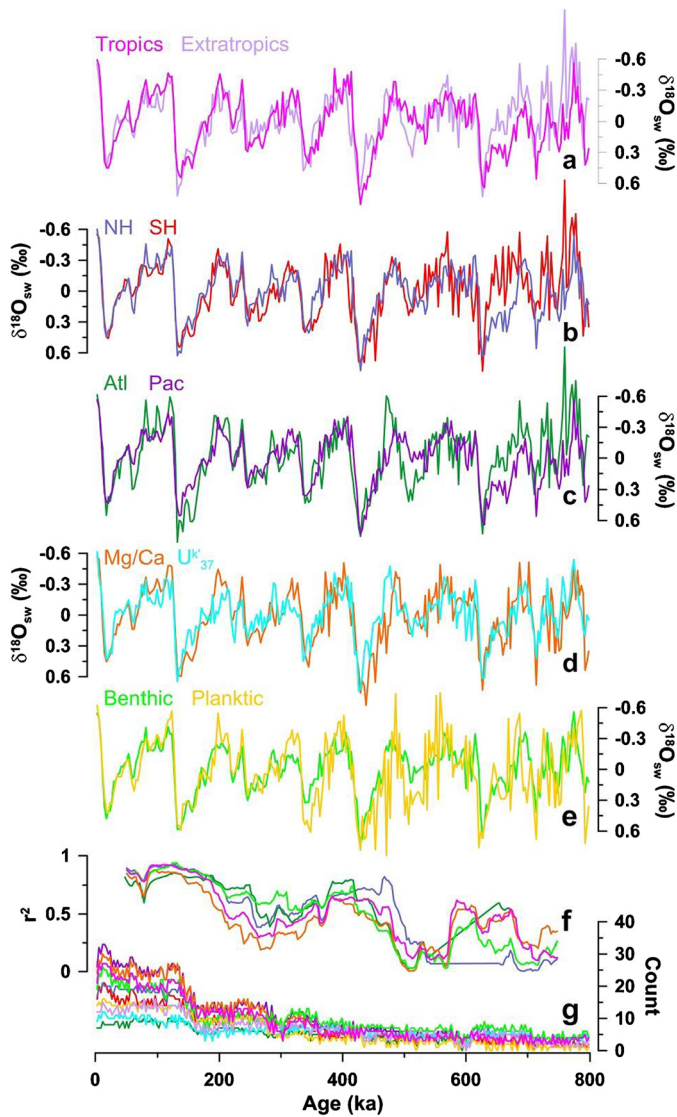 Tropics Extratropics
-0.6
-0.3
0
0.3
0.6
δ¹⁸Osw (‰)
a
NH SH
-0.6
-0.3
0
0.3
0.6
δ¹⁸Osw (‰)
b
Atl Pac
-0.6
-0.3
0
0.3
0.6
δ¹⁸Osw (‰)
c
Mg/Ca Uk'37
-0.6
-0.3
0
0.3
0.6
δ¹⁸Osw (‰)
d
Benthic Planktic
-0.6
-0.3
0
0.3
0.6
δ¹⁸Osw (‰)
e
1
0.5
0
r²
f
40
30
20
10
0
Count
g
0 200 400 600 800
Age (ka)